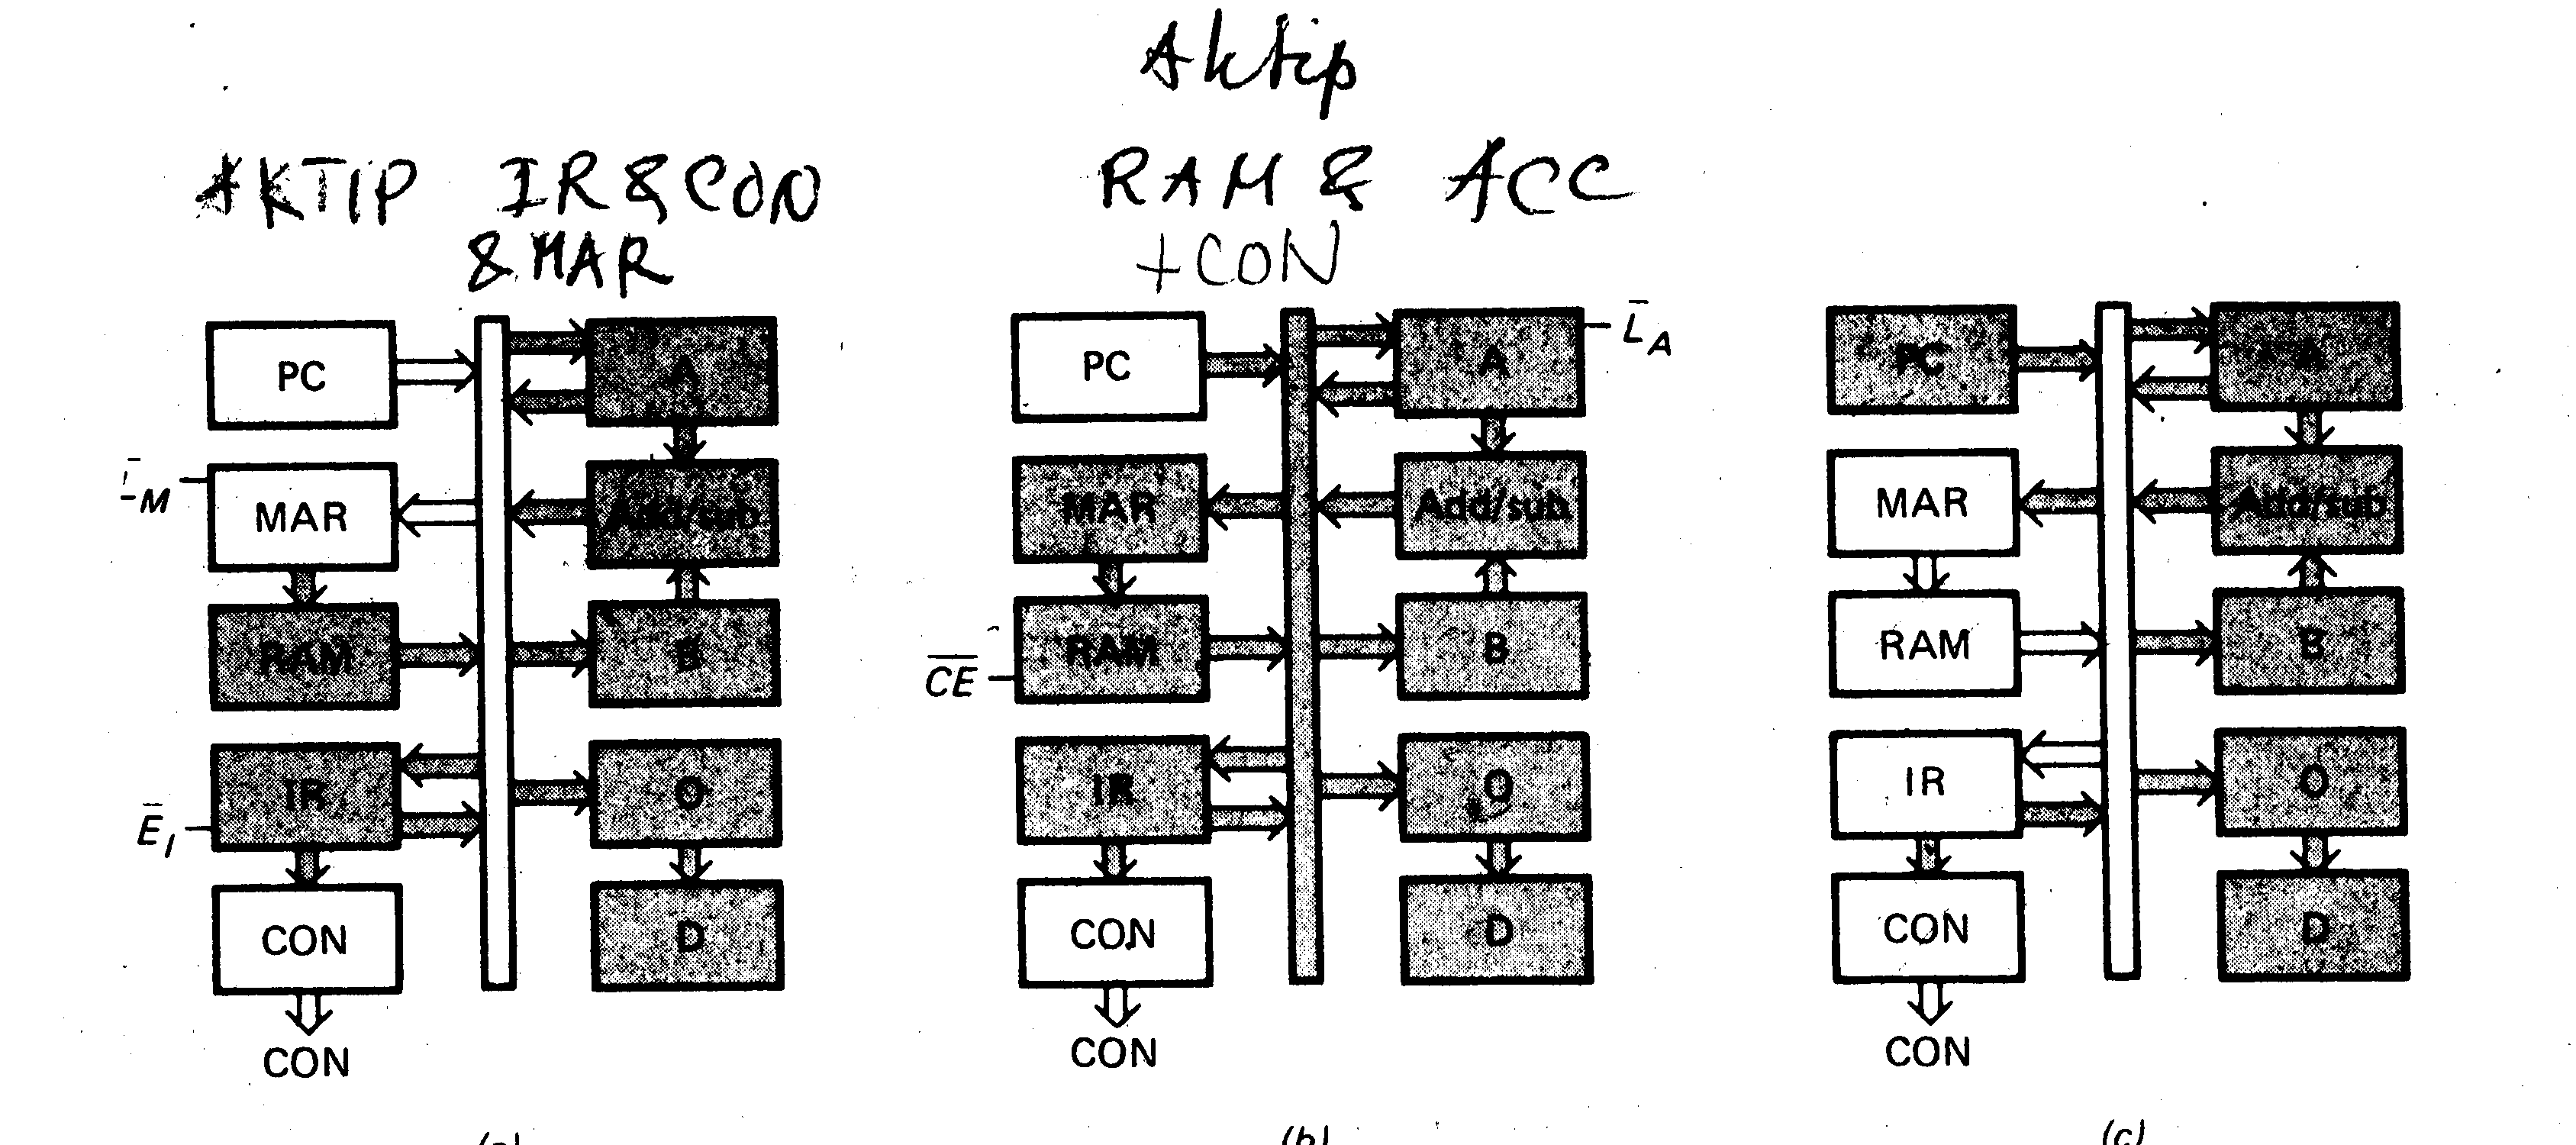 Aktip
AKTIP IR & CON
& MAR
RAM & ACC
+ CON
PC
A
L̄M
MAR
Add/sub
RAM
B
IR
O
ĒI
CON
D
CON
(a)
PC
A
L̄A
MAR
Add/sub
RAM
B
C̅E̅
IR
O
CON
D
CON
(b)
PC
A
MAR
Add/sub
RAM
B
IR
O
CON
D
CON
(c)